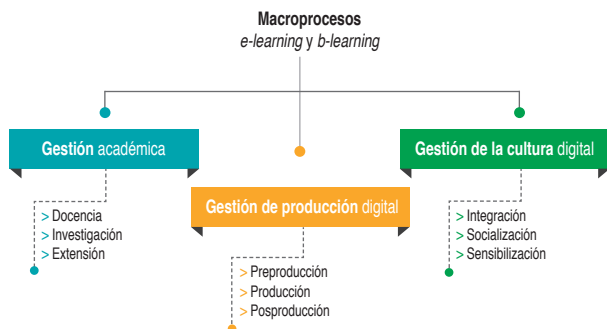 Macroprocesos
e-learning y b-learning
Gestión académica
> Docencia
> Investigación
> Extensión
Gestión de producción digital
> Preproducción
> Producción
> Posproducción
Gestión de la cultura digital
> Integración
> Socialización
> Sensibilización